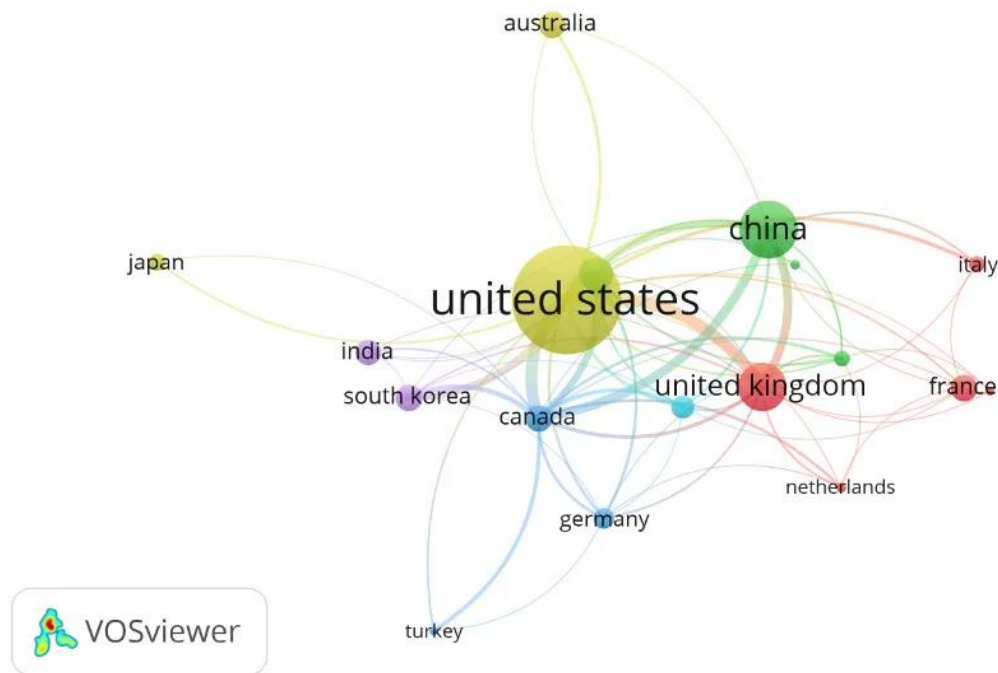 australia
china
japan
italy
united states
india
south korea
united kingdom
france
canada
netherlands
germany
turkey
VOSviewer